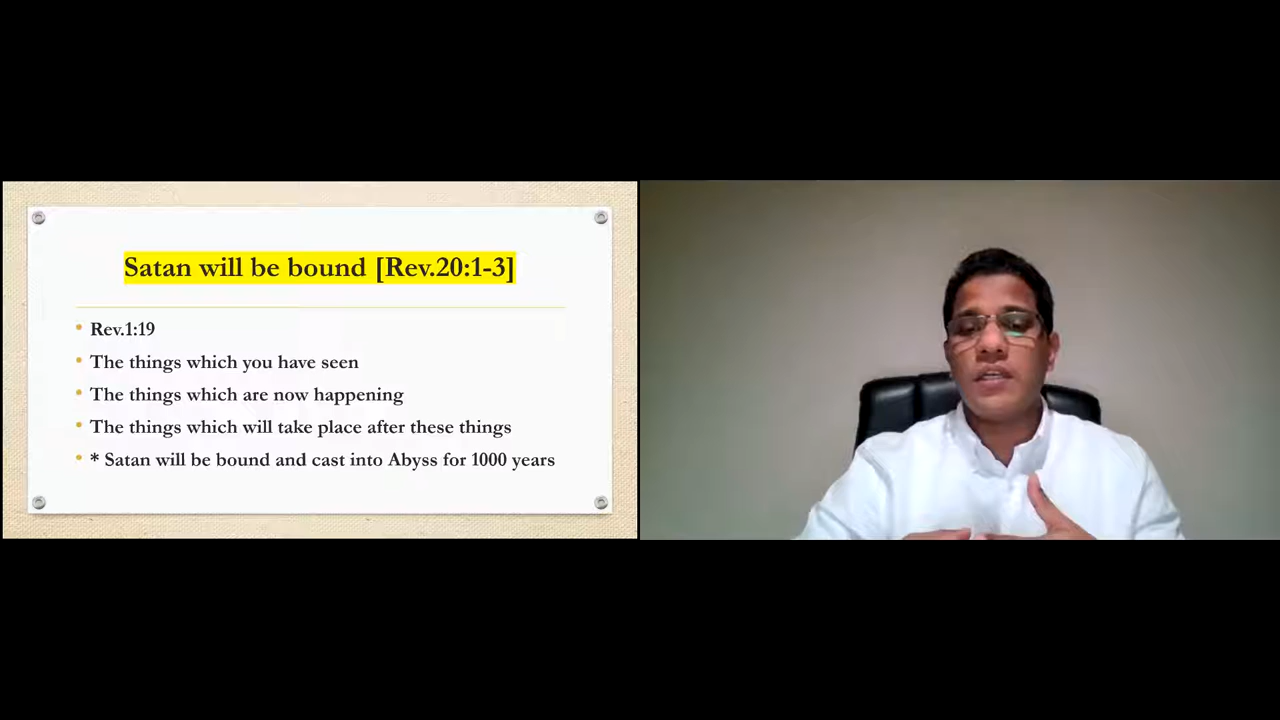 Satan will be bound [Rev.20:1-3]
Rev.1:19
The things which you have seen
The things which are now happening
The things which will take place after these things
* Satan will be bound and cast into Abyss for 1000 years